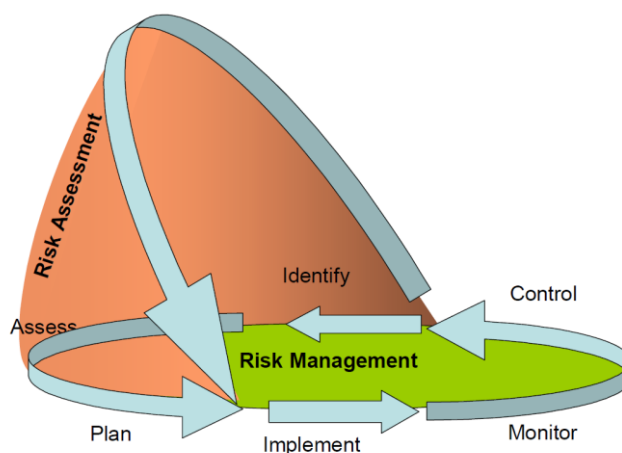 Risk Assessment
Identify
Control
Assess
Risk Management
Plan
Implement
Monitor